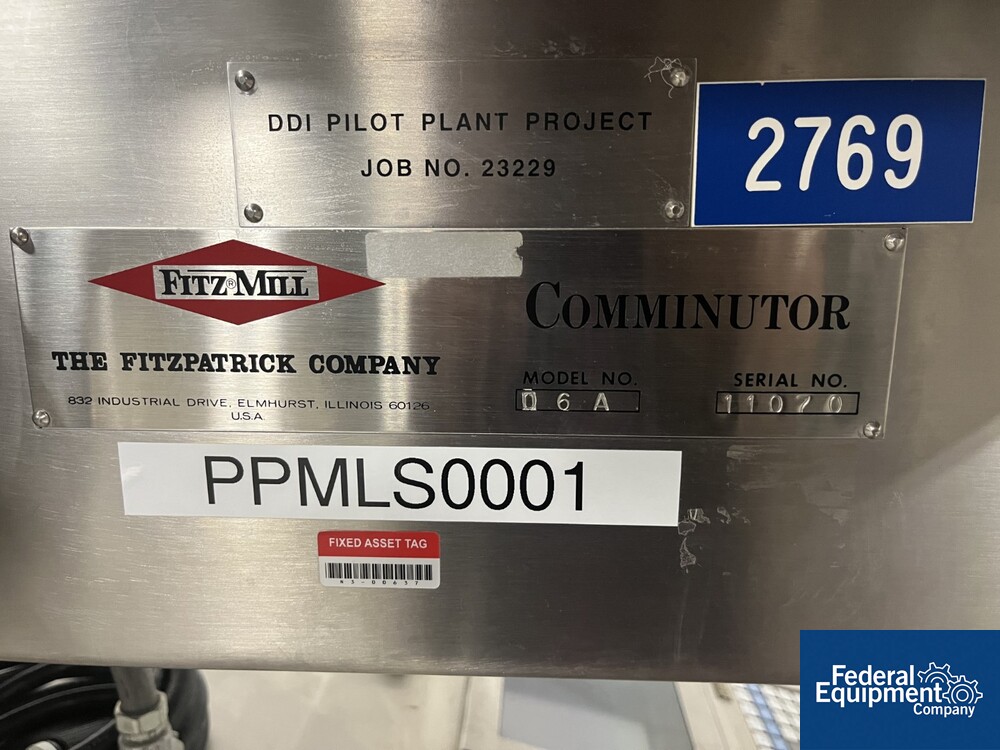 DDI PILOT PLANT PROJECT
JOB NO. 23229
2769
FITZ®MILL
COMMINUTOR
THE FITZPATRICK COMPANY
832 INDUSTRIAL DRIVE, ELMHURST, ILLINOIS 60126
U.S.A.
MODEL NO.
D6A
SERIAL NO.
11070
PPMLS0001
FIXED ASSET TAG
Federal
Equipment
Company